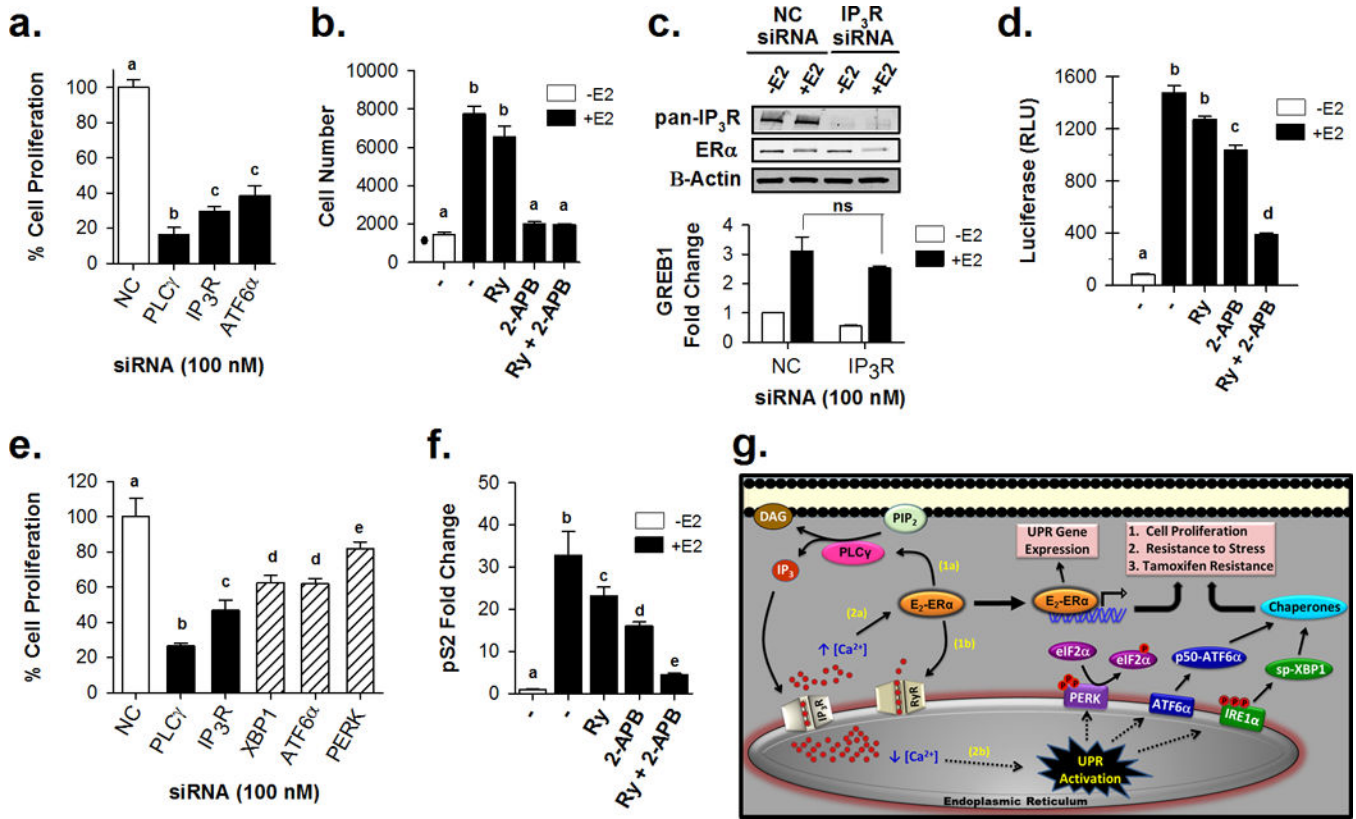 a.
% Cell Proliferation
120
100
80
60
40
20
0
a
b
c
c
NC
PLCγ
IP3R
ATF6α
siRNA (100 nM)
b.
Cell Number
10000
8000
6000
4000
2000
0
a
b
b
a
a
-E2
+E2
-
-
Ry
2-APB
Ry + 2-APB
c.
NC siRNA
IP3R siRNA
-E2
+E2
-E2
+E2
pan-IP3R
ERα
B-Actin
GREB1
Fold Change
4
3
2
1
0
ns
-E2
+E2
NC
IP3R
siRNA (100 nM)
d.
Luciferase (RLU)
1600
1200
800
400
0
a
b
b
c
d
-E2
+E2
-
-
Ry
2-APB
Ry + 2-APB
e.
% Cell Proliferation
120
100
80
60
40
20
0
a
b
c
d
d
e
NC
PLCγ
IP3R
XBP1
ATF6α
PERK
siRNA (100 nM)
f.
pS2 Fold Change
50
40
30
20
10
0
a
b
c
d
e
-E2
+E2
-
-
Ry
2-APB
Ry + 2-APB
g.
DAG
PIP2
PLCγ
IP3
(1a)
E2-ERα
(2a)
(1b)
↑ [Ca2+]
IP3R
RyR
↓ [Ca2+]
(2b)
UPR Gene
Expression
1. Cell Proliferation
2. Resistance to Stress
3. Tamoxifen Resistance
E2-ERα
Chaperones
eIF2α
P
eIF2α
p50-ATF6α
sp-XBP1
P P P
PERK
ATF6α
P P P
IRE1α
UPR
Activation
Endoplasmic Reticulum